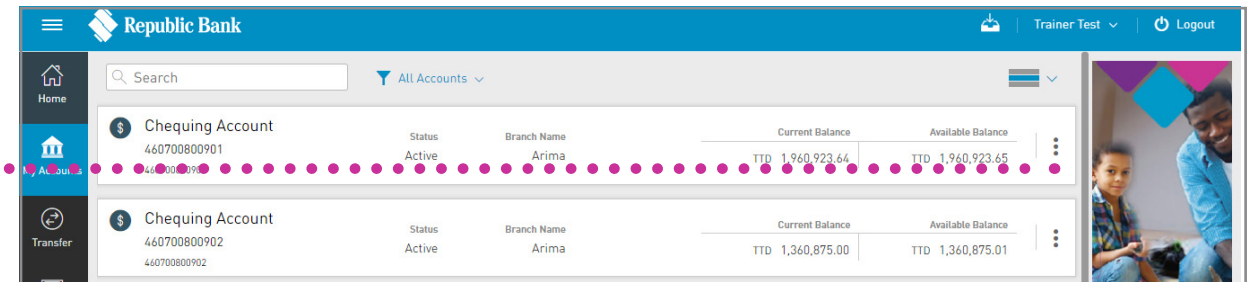 Republic Bank
Trainer Test
Logout
Home
Search
All Accounts
Chequing Account
460700800901
Status
Active
Branch Name
Arima
Current Balance
TTD 1,960,923.64
Available Balance
TTD 1,960,923.65
My Accounts
Chequing Account
460700800902
460700800902
Status
Active
Branch Name
Arima
Current Balance
TTD 1,360,875.00
Available Balance
TTD 1,360,875.01
Transfer